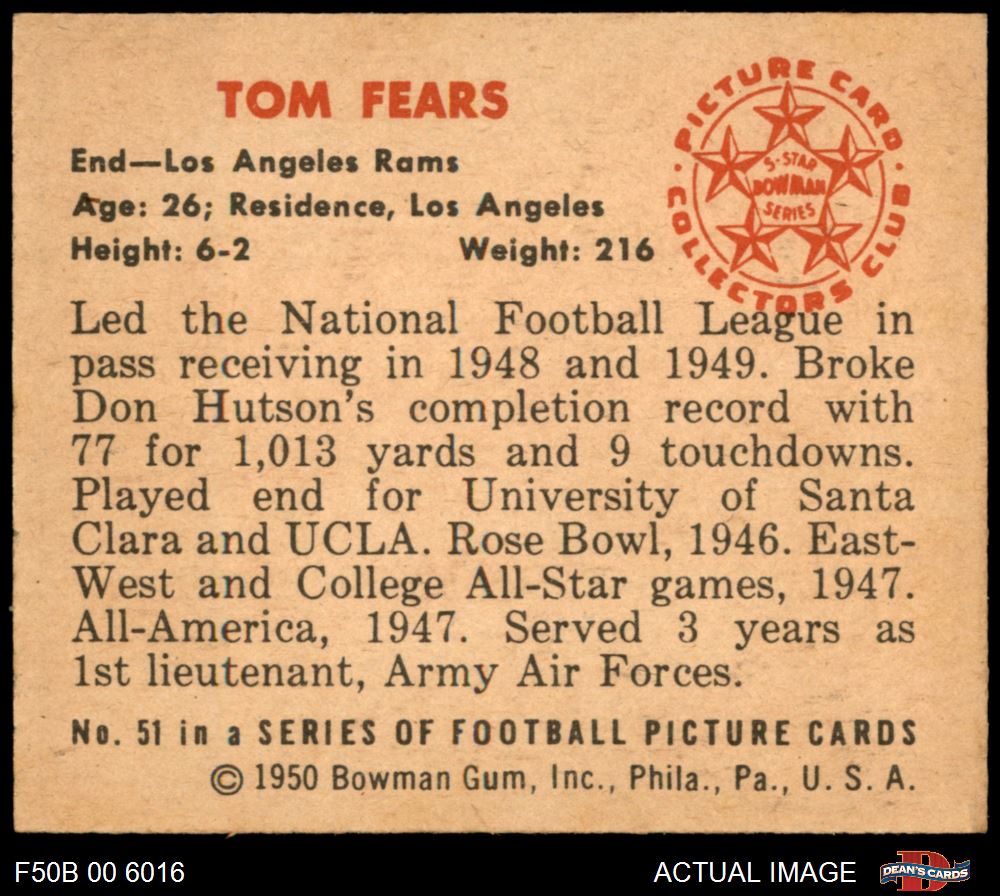 TOM FEARS
End—Los Angeles Rams
Age: 26; Residence, Los Angeles
Height: 6-2 Weight: 216
PICTURE CARD
COLLECTORS CLUB
5-STAR
BOWMAN
SERIES
Led the National Football League in
pass receiving in 1948 and 1949. Broke
Don Hutson's completion record with
77 for 1,013 yards and 9 touchdowns.
Played end for University of Santa
Clara and UCLA. Rose Bowl, 1946. East-
West and College All-Star games, 1947.
All-America, 1947. Served 3 years as
1st lieutenant, Army Air Forces.
No. 51 in a SERIES OF FOOTBALL PICTURE CARDS
© 1950 Bowman Gum, Inc., Phila., Pa., U. S. A.
F50B 00 6016 ACTUAL IMAGE
D
DEAN'S CARDS